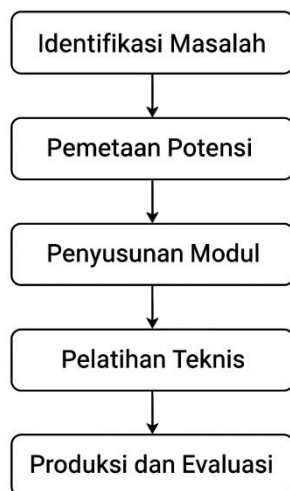 Identifikasi Masalah
Pemetaan Potensi
Penyusunan Modul
Pelatihan Teknis
Produksi dan Evaluasi